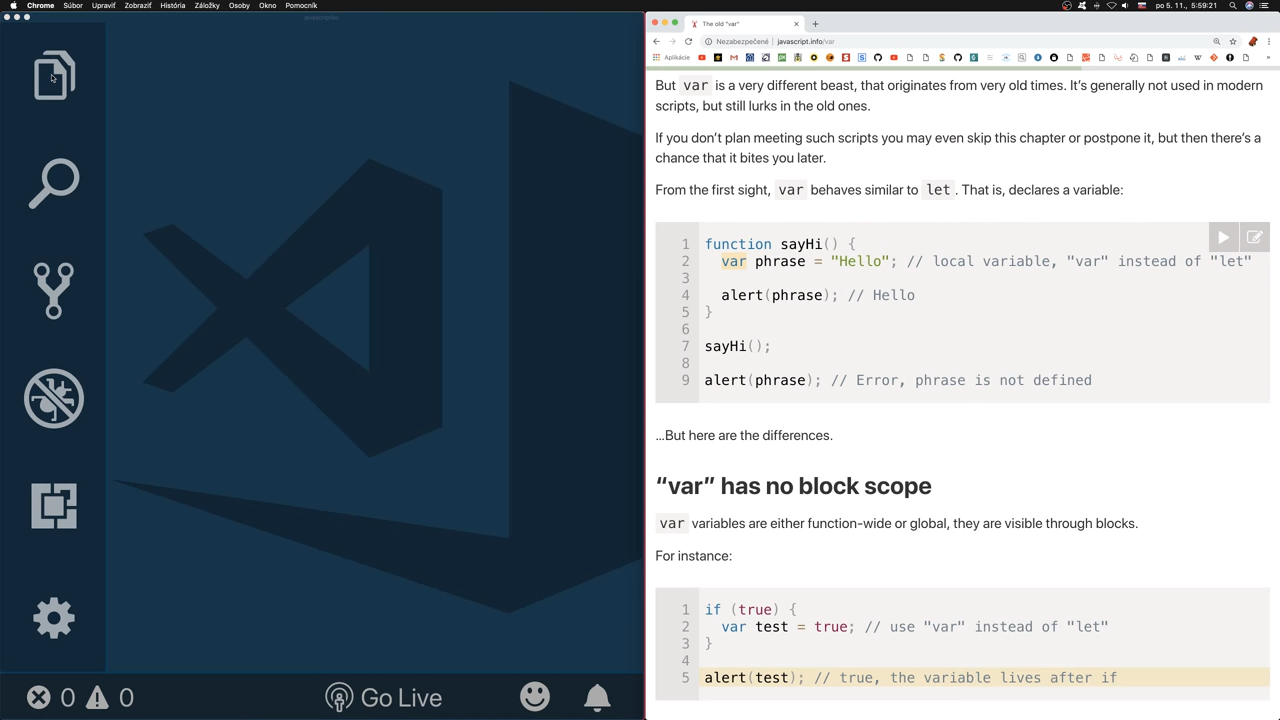 Chrome Súbor Upraviť Zobraziť História Záložky Osoby Okno Pomocník
po 5. 11., 5:59:21
The old "var"
Nezabezpečené | javascript.info/var
Aplikácie
But var is a very different beast, that originates from very old times. It’s generally not used in modern
scripts, but still lurks in the old ones.
If you don’t plan meeting such scripts you may even skip this chapter or postpone it, but then there’s a
chance that it bites you later.
From the first sight, var behaves similar to let. That is, declares a variable:
1 function sayHi() {
2 var phrase = "Hello"; // local variable, "var" instead of "let"
3
4 alert(phrase); // Hello
5 }
6
7 sayHi();
8
9 alert(phrase); // Error, phrase is not defined
…But here are the differences.
“var” has no block scope
var variables are either function-wide or global, they are visible through blocks.
For instance:
1 if (true) {
2 var test = true; // use "var" instead of "let"
3 }
4
5 alert(test); // true, the variable lives after if
0 0 Go Live